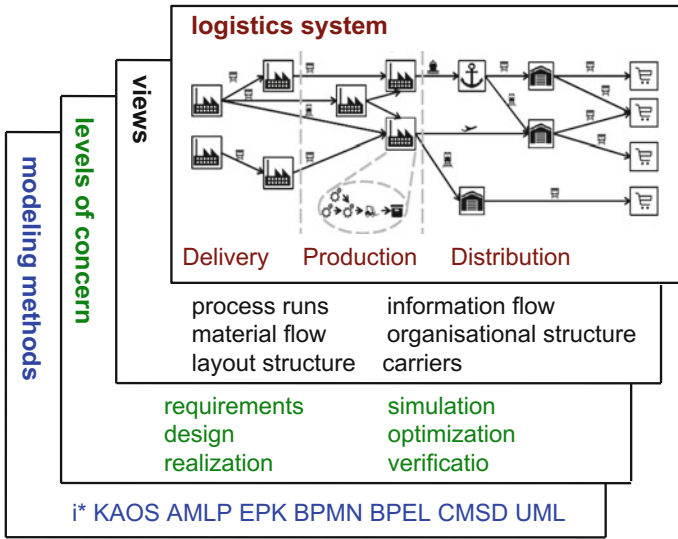 logistics system
views
levels of concern
modeling methods
Delivery Production Distribution
process runs information flow
material flow organisational structure
layout structure carriers
requirements simulation
design optimization
realization verificatio
i* KAOS AMLP EPK BPMN BPEL CMSD UML